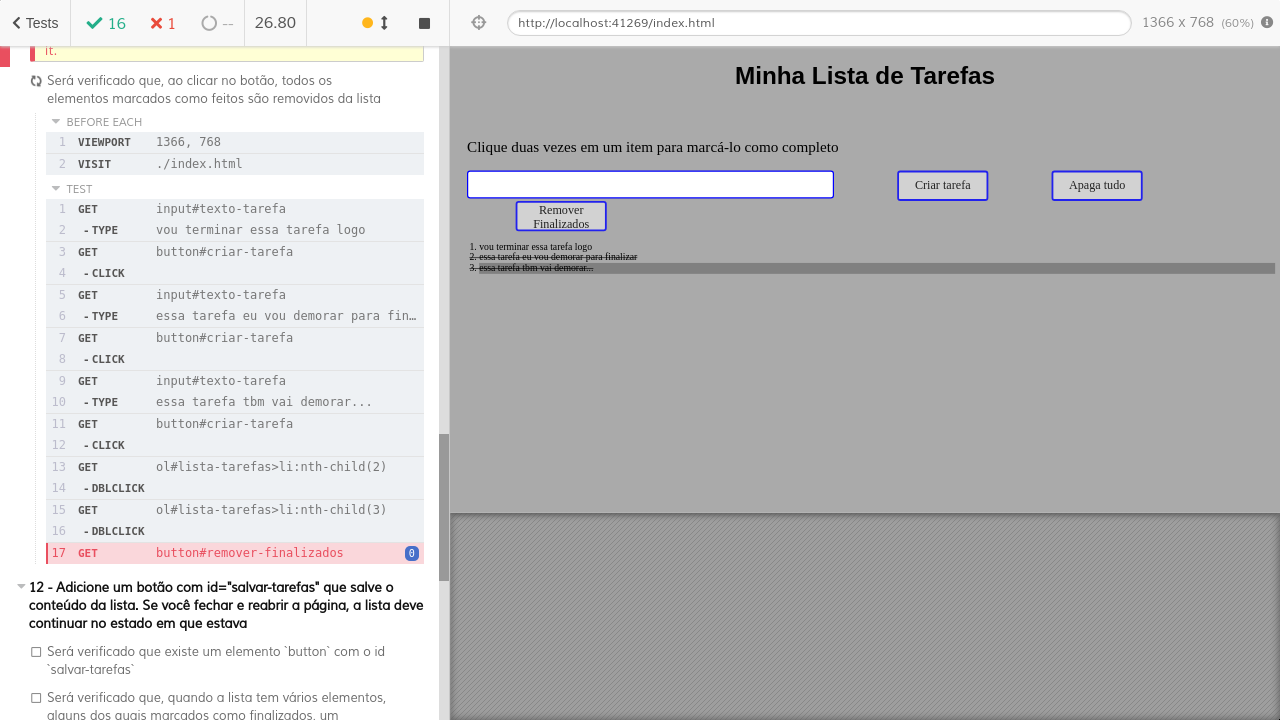 Tests
16
1
--
26.80
http://localhost:41269/index.html
1366 x 768 (60%)
it.
Será verificado que, ao clicar no botão, todos os
elementos marcados como feitos são removidos da lista
BEFORE EACH
1 VIEWPORT 1366, 768
2 VISIT ./index.html
TEST
1 GET input#texto-tarefa
2 -TYPE vou terminar essa tarefa logo
3 GET button#criar-tarefa
4 -CLICK
5 GET input#texto-tarefa
6 -TYPE essa tarefa eu vou demorar para fin…
7 GET button#criar-tarefa
8 -CLICK
9 GET input#texto-tarefa
10 -TYPE essa tarefa tbm vai demorar...
11 GET button#criar-tarefa
12 -CLICK
13 GET ol#lista-tarefas>li:nth-child(2)
14 -DBLCLICK
15 GET ol#lista-tarefas>li:nth-child(3)
16 -DBLCLICK
17 GET button#remover-finalizados 0
12 - Adicione um botão com id="salvar-tarefas" que salve o
conteúdo da lista. Se você fechar e reabrir a página, a lista deve
continuar no estado em que estava
Será verificado que existe um elemento `button` com o id
`salvar-tarefas`
Será verificado que, quando a lista tem vários elementos,
alguns dos quais marcados como finalizados, um
Minha Lista de Tarefas
Clique duas vezes em um item para marcá-lo como completo
Criar tarefa
Apaga tudo
Remover
Finalizados
1. vou terminar essa tarefa logo
2. essa tarefa eu vou demorar para finalizar
3. essa tarefa tbm vai demorar...